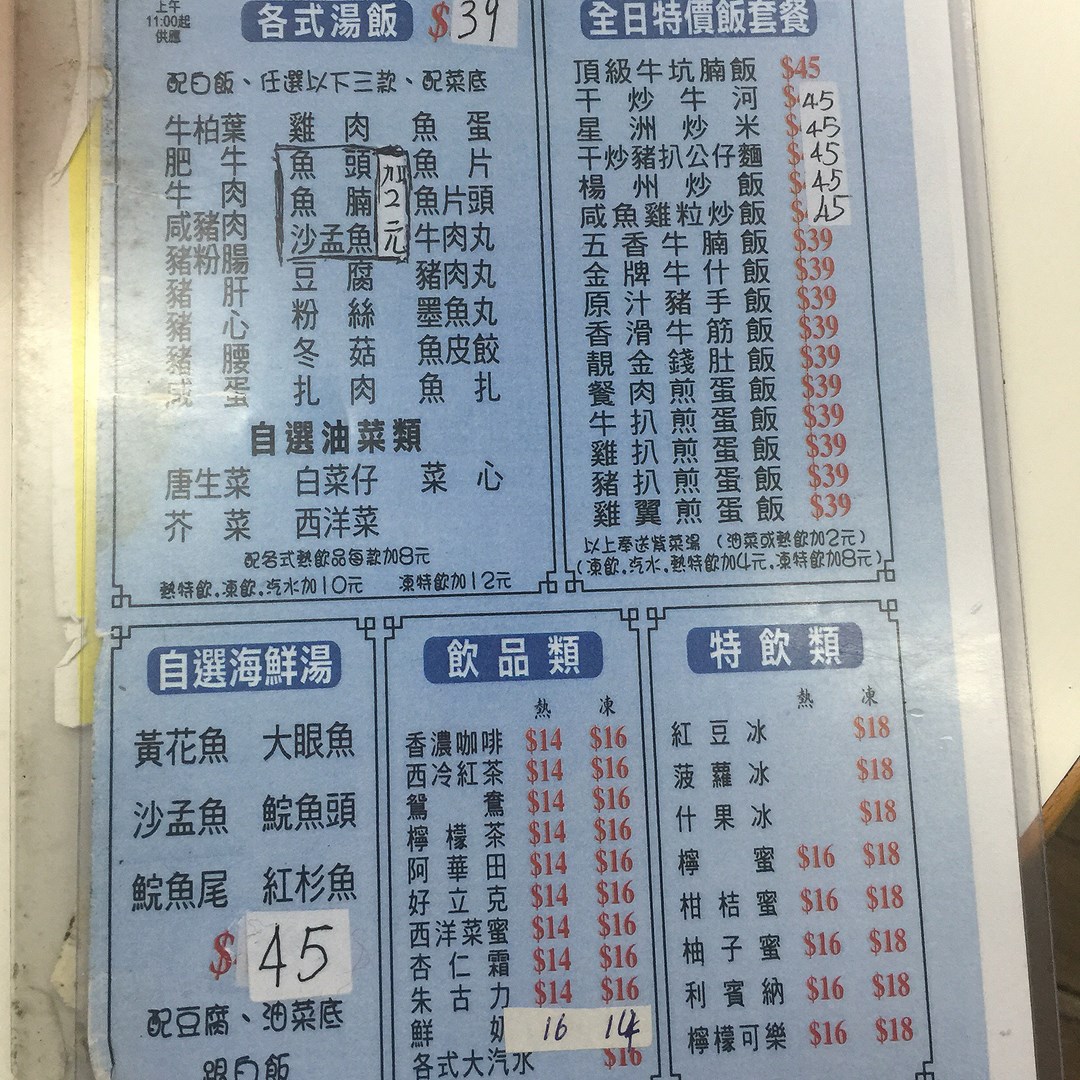 上午
11:00起
供應
各式湯飯 $39
配白飯、任選以下三款、配菜底
牛柏葉 雞肉 魚蛋
肥牛 魚頭 魚片
牛肉 魚腩 魚片頭
咸豬肉 沙孟魚 牛肉丸
加2元
豬粉腸 豆腐 豬肉丸
豬肝 粉絲 墨魚丸
豬心 冬菇 魚皮餃
豬腰 扎肉 魚扎
咸蛋
自選油菜類
唐生菜 白菜仔 菜心
芥菜 西洋菜
配各式熱飲品每款加8元
熱特飲.凍飲.汽水加10元 凍特飲加12元
全日特價飯套餐
頂級牛坑腩飯 $45
干炒牛河 $45
星洲炒米 $45
干炒豬扒公仔麵 $45
楊州炒飯 $45
咸魚雞粒炒飯 $45
五香牛腩飯 $39
金牌牛什飯 $39
原汁豬手飯 $39
香滑牛筋飯 $39
靚金錢肚飯 $39
餐肉煎蛋飯 $39
牛扒煎蛋飯 $39
雞扒煎蛋飯 $39
豬扒煎蛋飯 $39
雞翼煎蛋飯 $39
以上奉送紫菜湯（油菜或熱飲加2元）
（凍飲.汽水.熱特飲加4元.凍特飲加8元）
自選海鮮湯
黃花魚 大眼魚
沙孟魚 鯇魚頭
鯇魚尾 紅杉魚
$45
配豆腐、油菜底
跟白飯
飲品類
熱 凍
香濃咖啡 $14 $16
西冷紅茶 $14 $16
鴛鴦 $14 $16
檸檬茶 $14 $16
阿華田 $14 $16
好立克 $14 $16
西洋菜蜜 $14 $16
杏仁霜 $14 $16
朱古力 $14 $16
鮮奶 16 14
各式大汽水 $16
特飲類
熱 凍
紅豆冰 $18
菠蘿冰 $18
什果冰 $18
檸蜜 $16 $18
柑桔蜜 $16 $18
柚子蜜 $16 $18
利賓納 $16 $18
檸檬可樂 $16 $18